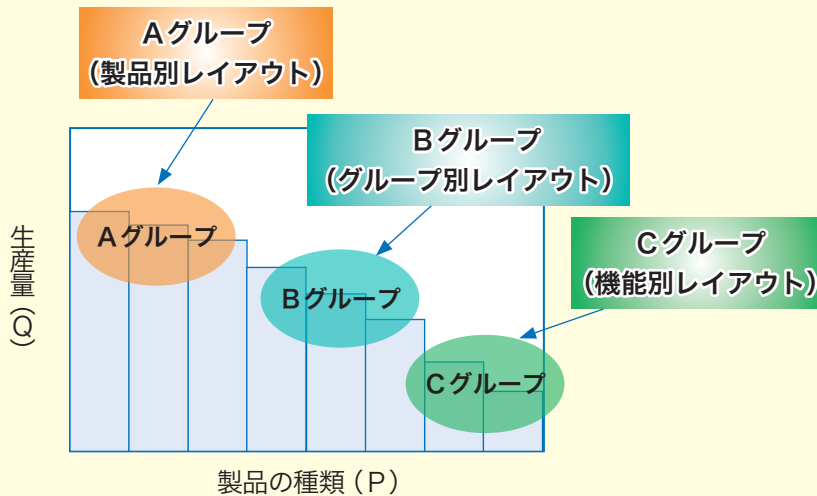 Aグループ
（製品別レイアウト）
Bグループ
（グループ別レイアウト）
Cグループ
（機能別レイアウト）
Aグループ
Bグループ
Cグループ
生産量（Q）
製品の種類（P）